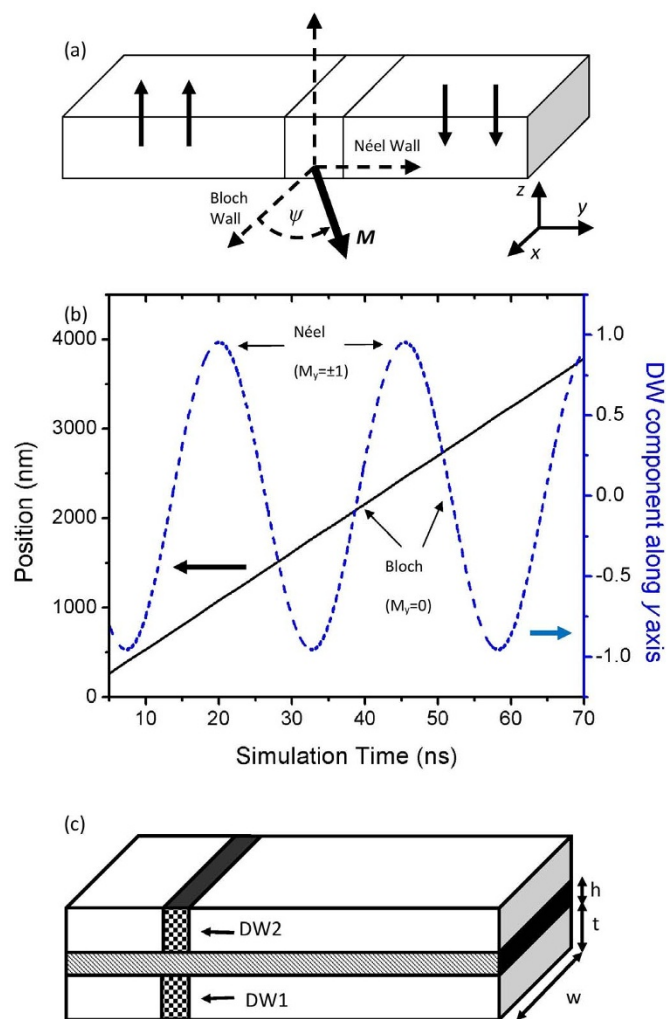 (a)
Néel Wall
Bloch
Wall
ψ
M
z
y
x
(b)
4000
3000
2000
1000
0
Position (nm)
Néel
(My=±1)
Bloch
(My=0)
1.0
0.5
0.0
-0.5
-1.0
DW component along y axis
10 20 30 40 50 60 70
Simulation Time (ns)
(c)
DW2
DW1
h
t
w